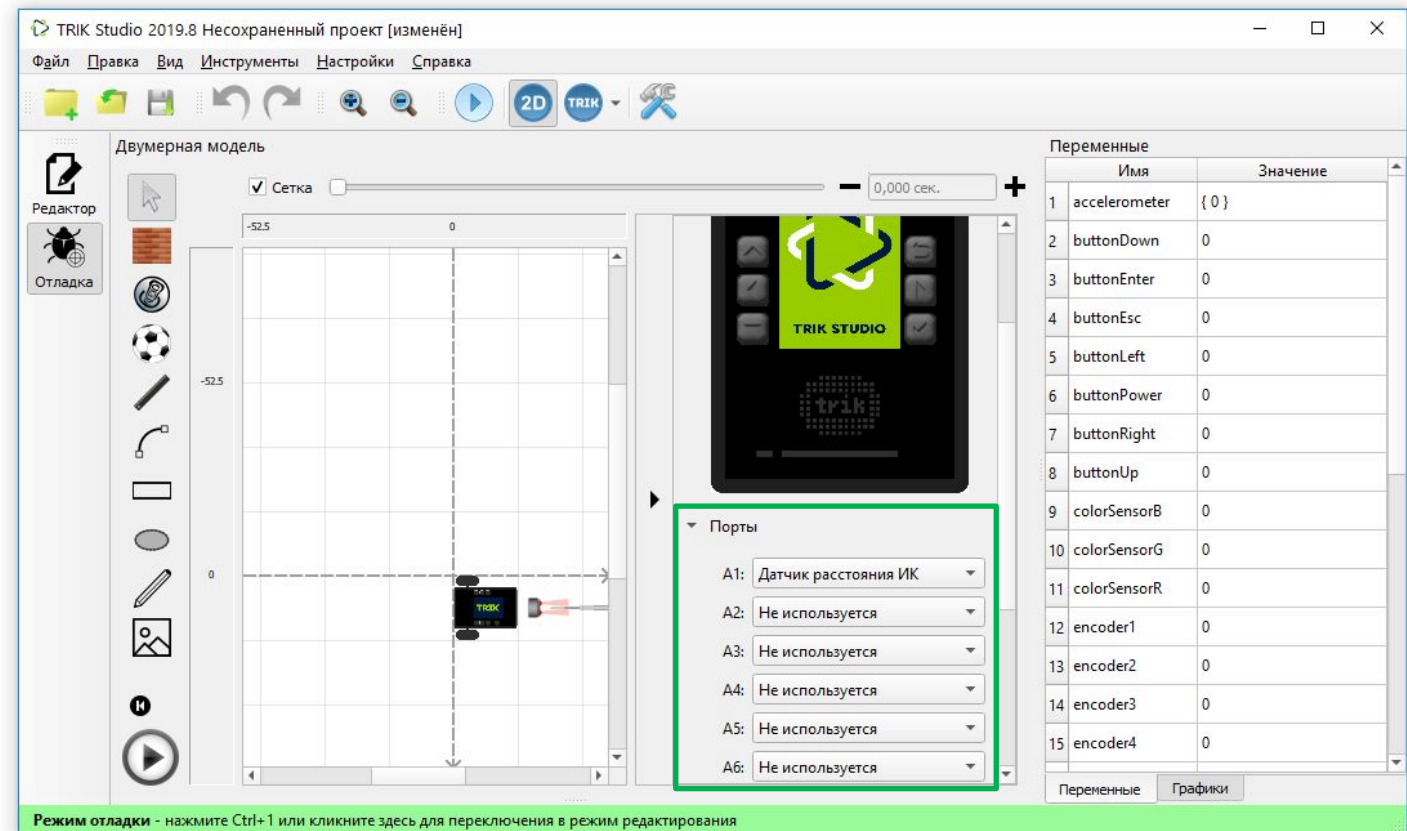 TRIK Studio 2019.8 Несохраненный проект [изменён]
Файл Правка Вид Инструменты Настройки Справка
2D TRIK
Редактор
Отладка
Двумерная модель
Сетка
0,000 сек.
-52.5 0
-52.5
0
TRIK
TRIK STUDIO
trik
Порты
A1: Датчик расстояния ИК
A2: Не используется
A3: Не используется
A4: Не используется
A5: Не используется
A6: Не используется
Переменные
Имя Значение
1 accelerometer { 0 }
2 buttonDown 0
3 buttonEnter 0
4 buttonEsc 0
5 buttonLeft 0
6 buttonPower 0
7 buttonRight 0
8 buttonUp 0
9 colorSensorB 0
10 colorSensorG 0
11 colorSensorR 0
12 encoder1 0
13 encoder2 0
14 encoder3 0
15 encoder4 0
Переменные Графики
Режим отладки - нажмите Ctrl+1 или кликните здесь для переключения в режим редактирования